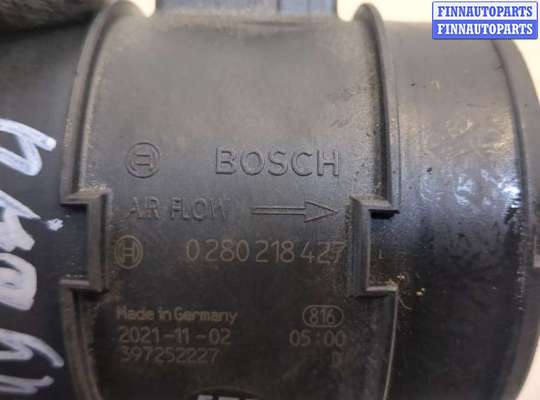 FINNAUTOPARTS
FINNAUTOPARTS
BOSCH
AIR FLOW
0 280 218 427
Made in Germany
816
2021-11-02
05:00
397252227